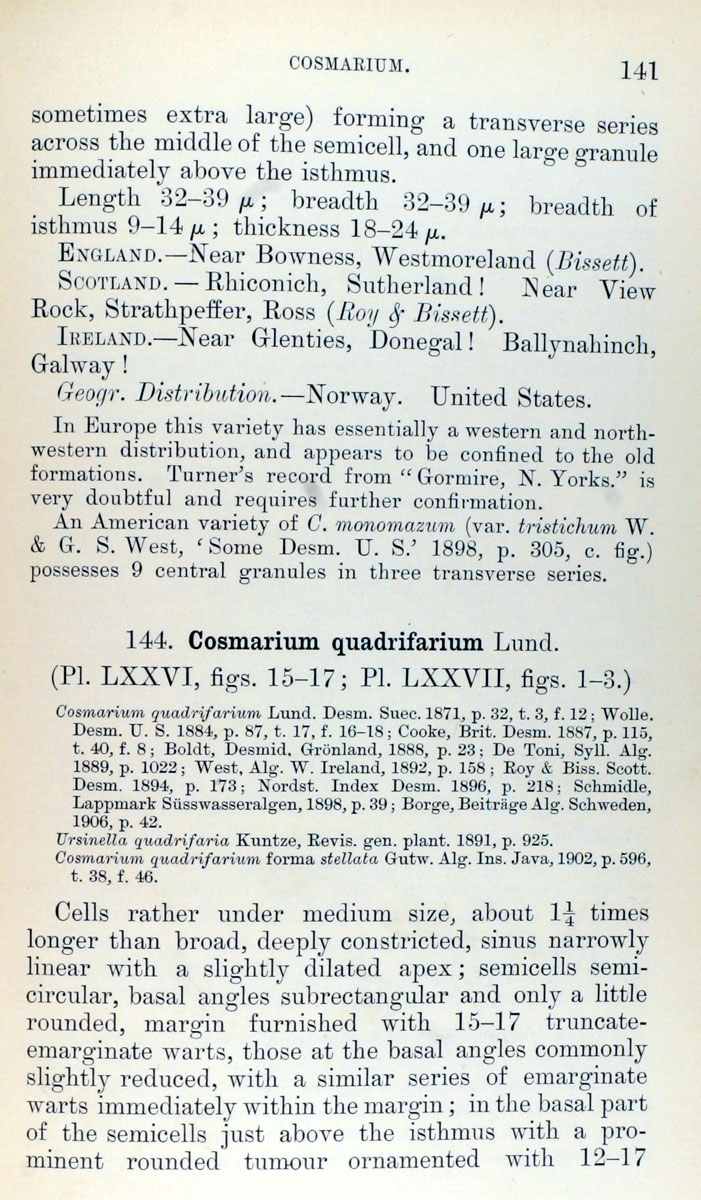 COSMARIUM. 141
sometimes extra large) forming a transverse series
across the middle of the semicell, and one large granule
immediately above the isthmus.
Length 32–39 μ; breadth 32–39 μ; breadth of
isthmus 9–14 μ; thickness 18–24 μ.
ENGLAND.—Near Bowness, Westmoreland (Bissett).
SCOTLAND.—Rhiconich, Sutherland! Near View
Rock, Strathpeffer, Ross (Roy & Bissett).
IRELAND.—Near Glenties, Donegal! Ballynahinch,
Galway!
Geogr. Distribution.—Norway. United States.
In Europe this variety has essentially a western and north-
western distribution, and appears to be confined to the old
formations. Turner's record from “Gormire, N. Yorks.” is
very doubtful and requires further confirmation.
An American variety of C. monomazum (var. tristichum W.
& G. S. West, ‘Some Desm. U. S.’ 1898, p. 305, c. fig.)
possesses 9 central granules in three transverse series.
144. Cosmarium quadrifarium Lund.
(Pl. LXXVI, figs. 15–17; Pl. LXXVII, figs. 1–3.)
Cosmarium quadrifarium Lund. Desm. Suec. 1871, p. 32, t. 3, f. 12; Wolle.
Desm. U. S. 1884, p. 87, t. 17, f. 16–18; Cooke, Brit. Desm. 1887, p. 115,
t. 40, f. 8; Boldt, Desmid. Grönland, 1888, p. 23; De Toni, Syll. Alg.
1889, p. 1022; West, Alg. W. Ireland, 1892, p. 158; Roy & Biss. Scott.
Desm. 1894, p. 173; Nordst. Index Desm. 1896, p. 218; Schmidle,
Lappmark Süsswasseralgen, 1898, p. 39; Borge, Beiträge Alg. Schweden,
1906, p. 42.
Ursinella quadrifaria Kuntze, Revis. gen. plant. 1891, p. 925.
Cosmarium quadrifarium forma stellata Gutw. Alg. Ins. Java, 1902, p. 596,
t. 38, f. 46.
Cells rather under medium size, about 1¼ times
longer than broad, deeply constricted, sinus narrowly
linear with a slightly dilated apex; semicells semi-
circular, basal angles subrectangular and only a little
rounded, margin furnished with 15–17 truncate-
emarginate warts, those at the basal angles commonly
slightly reduced, with a similar series of emarginate
warts immediately within the margin; in the basal part
of the semicells just above the isthmus with a pro-
minent rounded tumour ornamented with 12–17